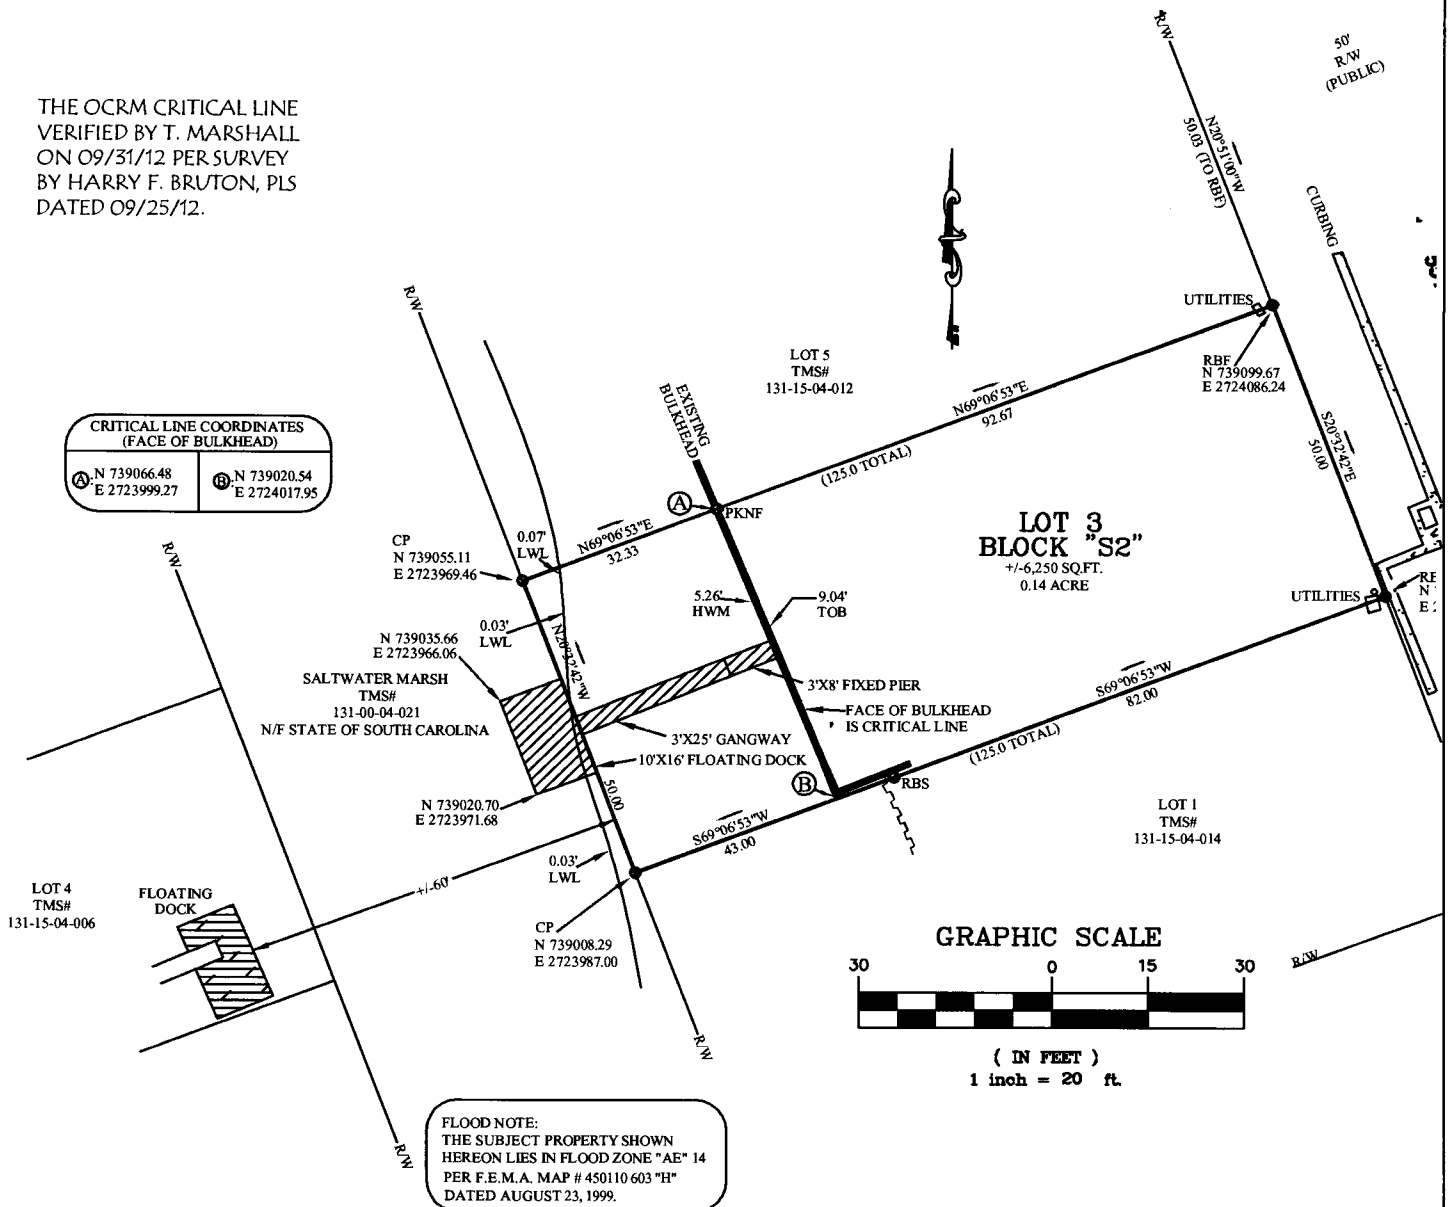 THE OCRM CRITICAL LINE
VERIFIED BY T. MARSHALL
ON 09/31/12 PER SURVEY
BY HARRY F. BRUTON, PLS
DATED 09/25/12.
R/W
50'
R/W
(PUBLIC)
N20°51'00"W
50.03 (TO RBF)
CURBING
UTILITIES
RBF
N 739099.67
E 2724086.24
S20°32'42"E
50.00
R/W
LOT 5
TMS#
131-15-04-012
EXISTING
BULKHEAD
N69°06'53"E
92.67
(125.0 TOTAL)
CRITICAL LINE COORDINATES
(FACE OF BULKHEAD)
A: N 739066.48
E 2723999.27
B: N 739020.54
E 2724017.95
A
PKNF
LOT 3
BLOCK "S2"
+/-6,250 SQ.FT.
0.14 ACRE
CP
N 739055.11
E 2723969.46
0.07'
LWL
N69°06'53"E
32.33
R/W
5.26'
HWM
9.04'
TOB
UTILITIES
0.03'
LWL
N20°32'42"W
50.00
N 739035.66
E 2723966.06
SALTWATER MARSH
TMS#
131-00-04-021
N/F STATE OF SOUTH CAROLINA
3'X8' FIXED PIER
FACE OF BULKHEAD
IS CRITICAL LINE
3'X25' GANGWAY
10'X16' FLOATING DOCK
S69°06'53"W
82.00
(125.0 TOTAL)
B
RBS
N 739020.70
E 2723971.68
S69°06'53"W
43.00
LOT 1
TMS#
131-15-04-014
0.03'
LWL
+/-60'
LOT 4
TMS#
131-15-04-006
FLOATING
DOCK
CP
N 739008.29
E 2723987.00
R/W
R/W
R/W
GRAPHIC SCALE
30 0 15 30
( IN FEET )
1 inch = 20 ft.
FLOOD NOTE:
THE SUBJECT PROPERTY SHOWN
HEREON LIES IN FLOOD ZONE "AE" 14
PER F.E.M.A. MAP # 450110 603 "H"
DATED AUGUST 23, 1999.